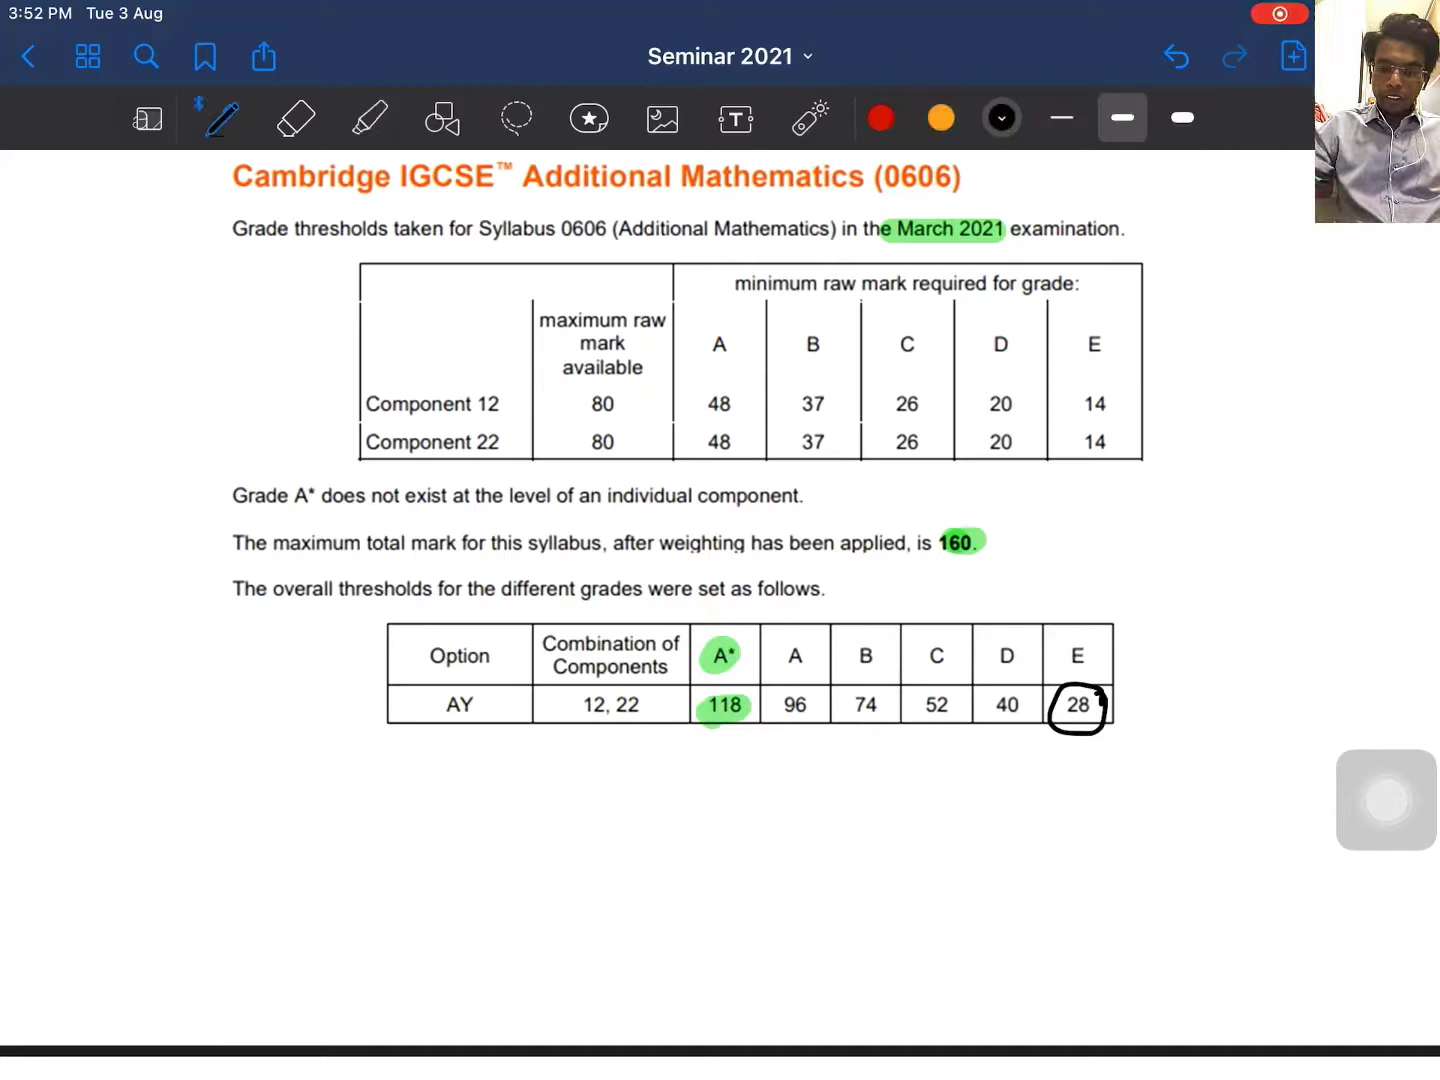 3:52 PM Tue 3 Aug
Seminar 2021
Cambridge IGCSE™ Additional Mathematics (0606)
Grade thresholds taken for Syllabus 0606 (Additional Mathematics) in the March 2021 examination.
minimum raw mark required for grade:
maximum raw
mark
available
A B C D E
Component 12 80 48 37 26 20 14
Component 22 80 48 37 26 20 14
Grade A* does not exist at the level of an individual component.
The maximum total mark for this syllabus, after weighting has been applied, is 160.
The overall thresholds for the different grades were set as follows.
Option Combination of Components A* A B C D E
AY 12, 22 118 96 74 52 40 28